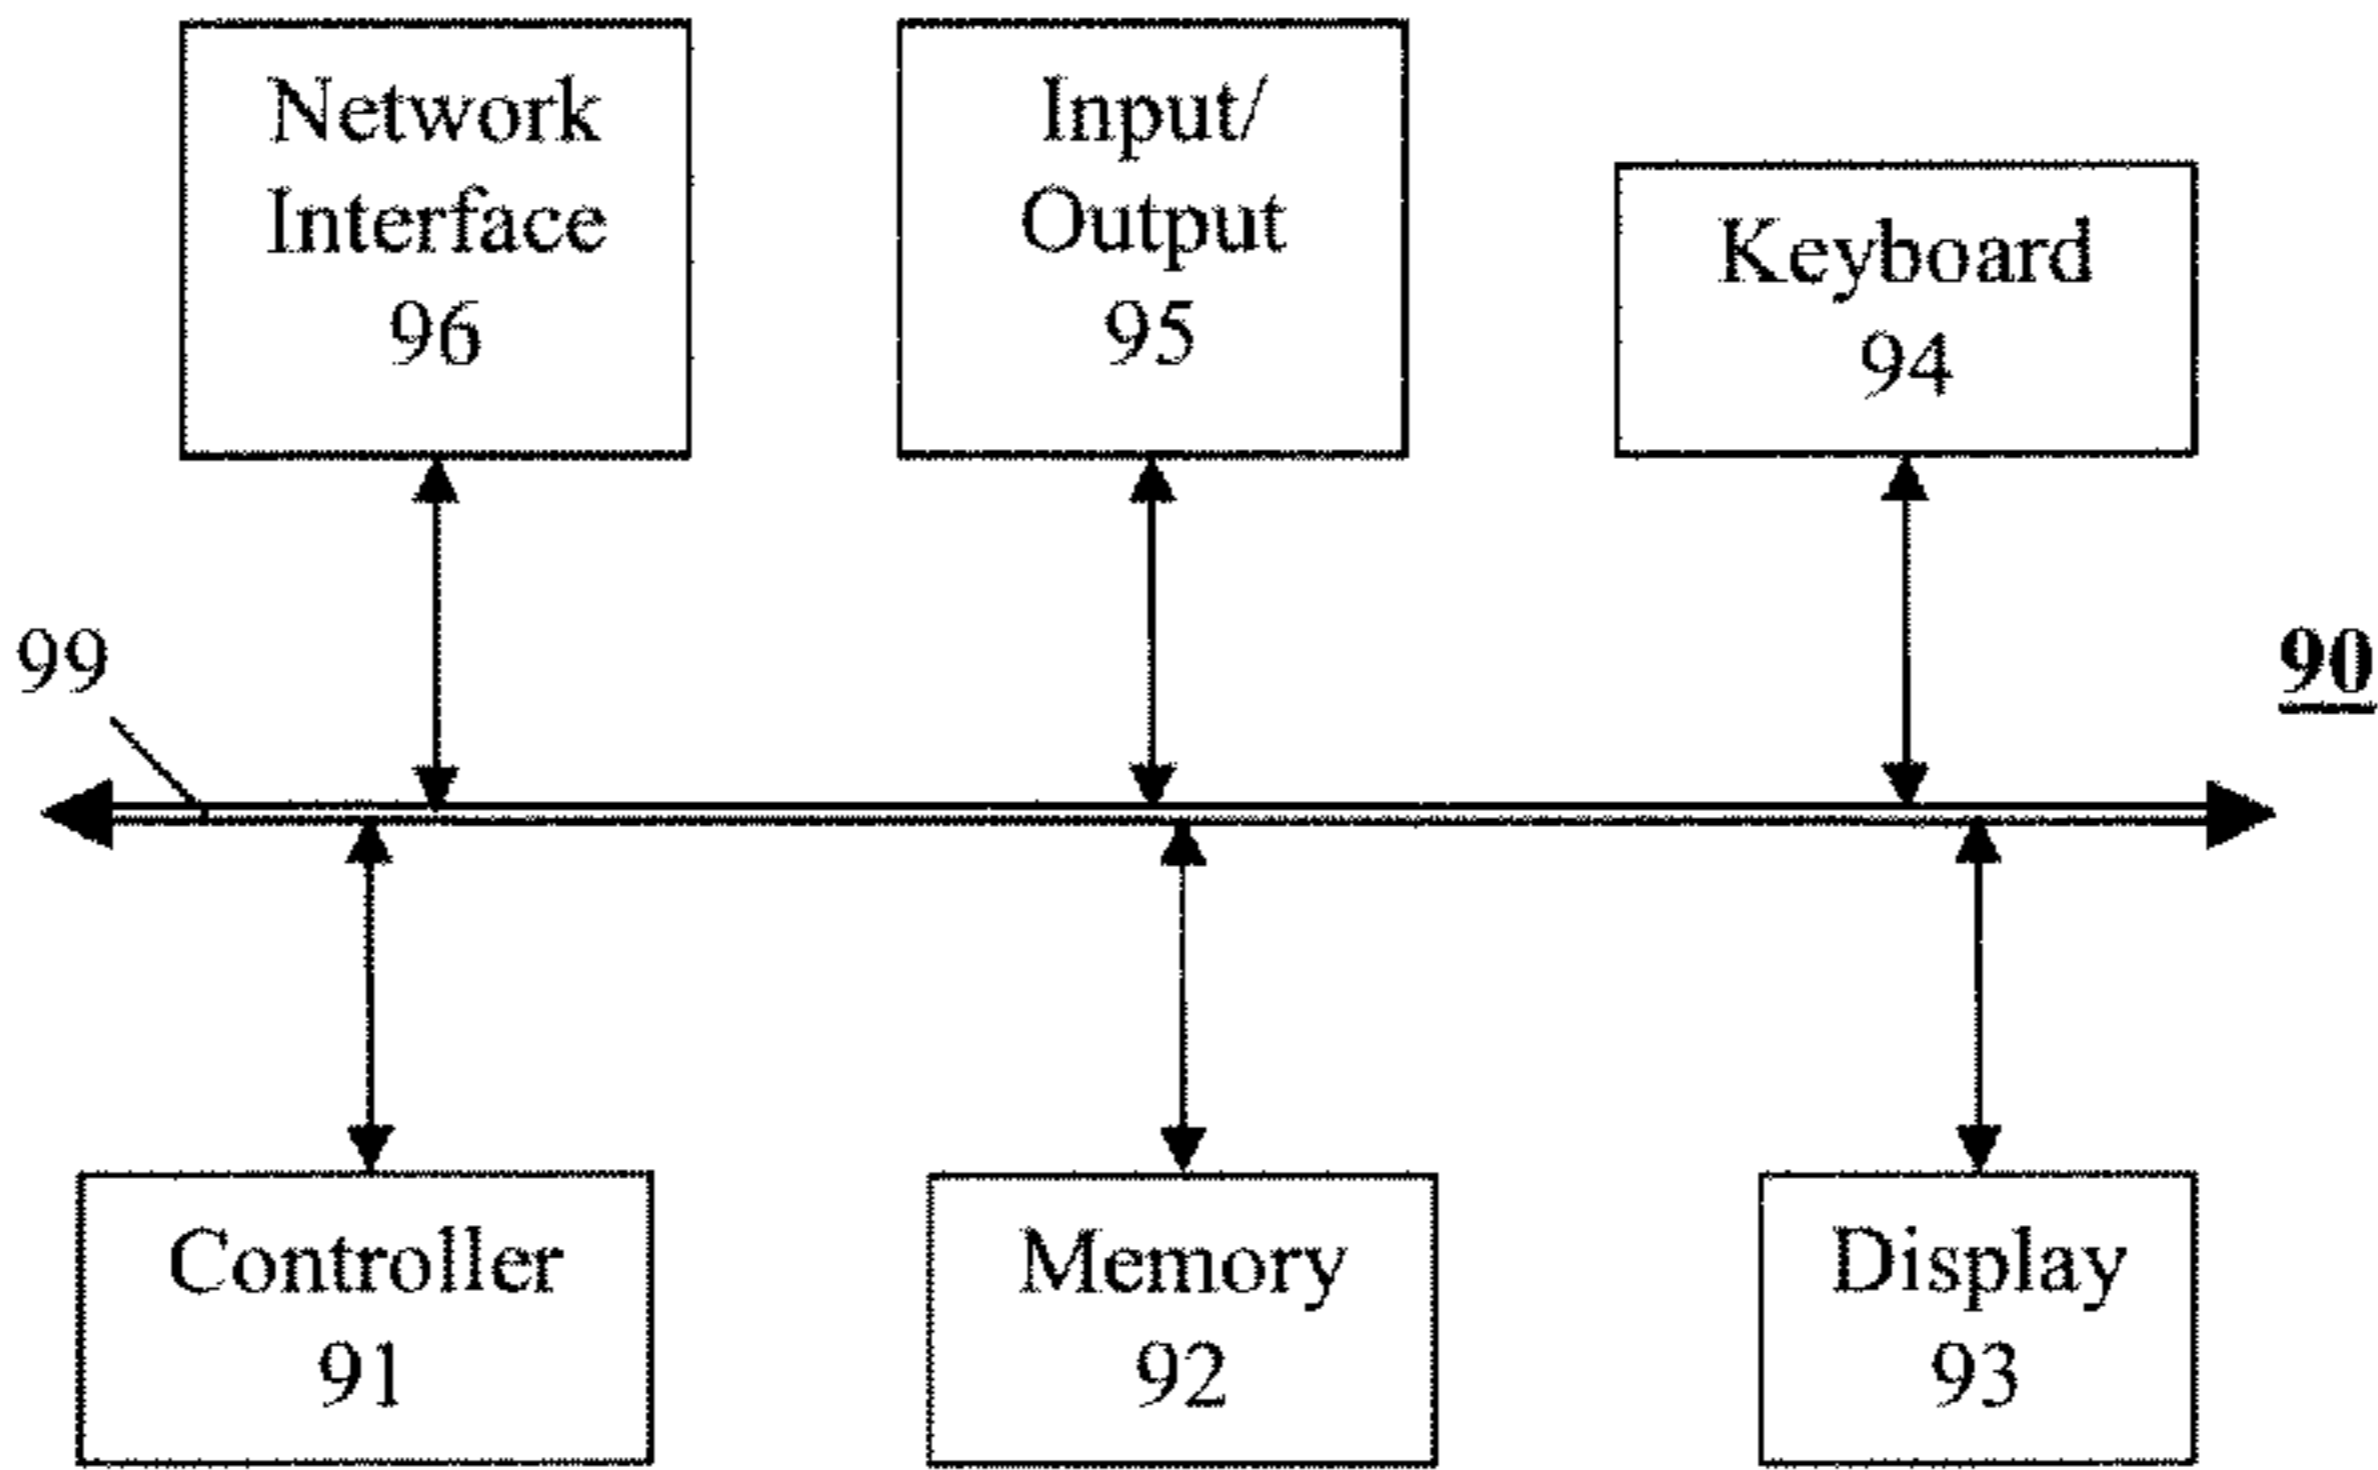 Network
Interface
96
Input/
Output
95
Keyboard
94
99
90
Controller
91
Memory
92
Display
93